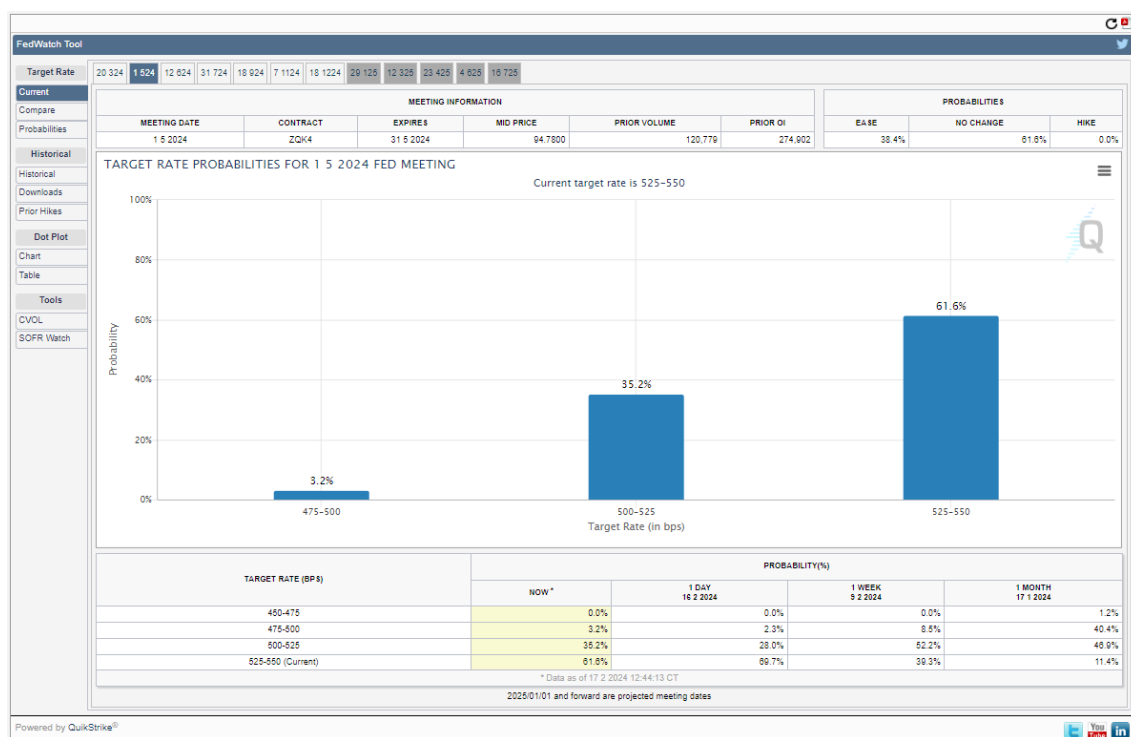 FedWatch Tool
Target Rate
Current
Compare
Probabilities
Historical
Historical
Downloads
Prior Hikes
Dot Plot
Chart
Table
Tools
CVOL
SOFR Watch
20 324 1 524 12 624 31 724 18 924 7 1124 18 1224 29 125 12 325 23 425 4 625 16 725
MEETING INFORMATION
MEETING DATE CONTRACT EXPIRES MID PRICE PRIOR VOLUME PRIOR OI
1 5 2024 ZQK4 31 5 2024 94.7800 120,779 274,902
PROBABILITIES
EASE NO CHANGE HIKE
38.4% 61.6% 0.0%
TARGET RATE PROBABILITIES FOR 1 5 2024 FED MEETING
Current target rate is 525-550
Probability
100%
80%
60%
40%
20%
0%
3.2%
35.2%
61.6%
475-500 500-525 525-550
Target Rate (in bps)
Q
TARGET RATE (BPS) PROBABILITY(%)
NOW * 1 DAY 1 WEEK 1 MONTH
16 2 2024 9 2 2024 17 1 2024
450-475 0.0% 0.0% 0.0% 1.2%
475-500 3.2% 2.3% 8.5% 40.4%
500-525 35.2% 28.0% 52.2% 46.9%
525-550 (Current) 61.6% 69.7% 39.3% 11.4%
* Data as of 17 2 2024 12:44:13 CT
2025/01/01 and forward are projected meeting dates
Powered by QuikStrike®
You Tube in